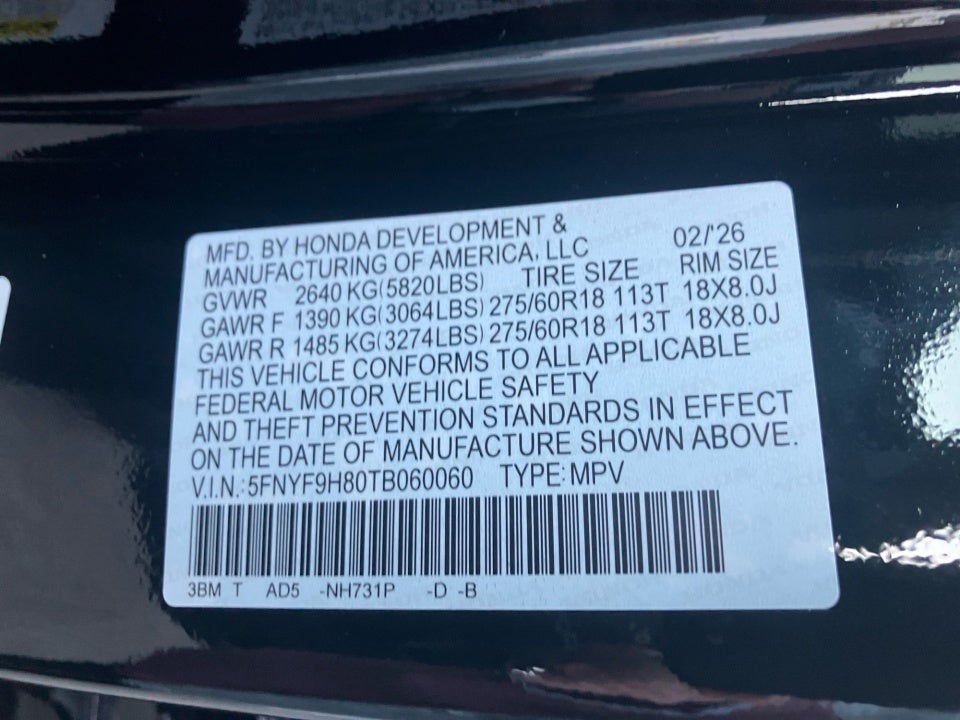 MFD. BY HONDA DEVELOPMENT &
MANUFACTURING OF AMERICA, LLC 02/'26
GVWR 2640 KG(5820LBS) TIRE SIZE RIM SIZE
GAWR F 1390 KG(3064LBS) 275/60R18 113T 18X8.0J
GAWR R 1485 KG(3274LBS) 275/60R18 113T 18X8.0J
THIS VEHICLE CONFORMS TO ALL APPLICABLE
FEDERAL MOTOR VEHICLE SAFETY
AND THEFT PREVENTION STANDARDS IN EFFECT
ON THE DATE OF MANUFACTURE SHOWN ABOVE.
V.I.N.: 5FNYF9H80TB060060 TYPE: MPV
3BM T AD5 -NH731P -D -B